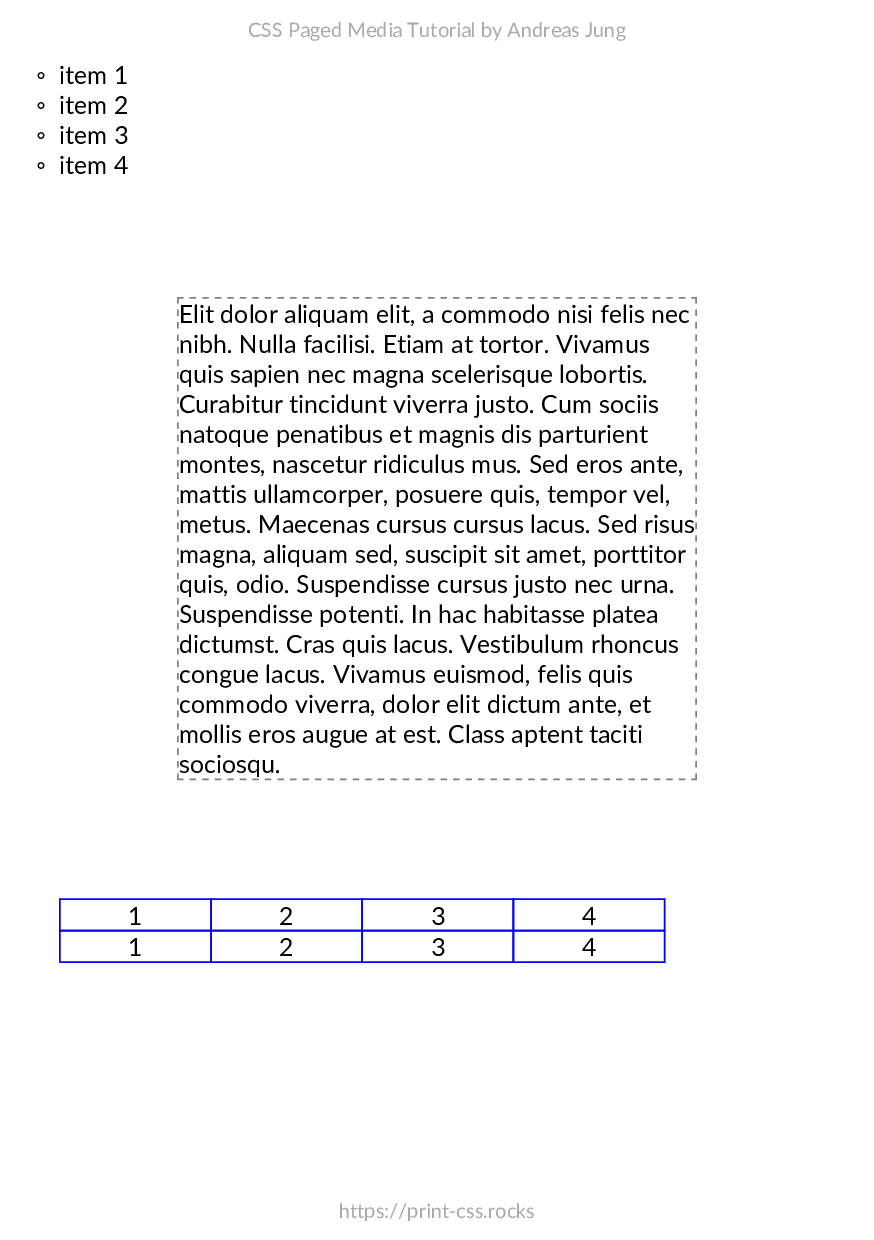 CSS Paged Media Tutorial by Andreas Jung
◦ item 1
◦ item 2
◦ item 3
◦ item 4
Elit dolor aliquam elit, a commodo nisi felis nec
nibh. Nulla facilisi. Etiam at tortor. Vivamus
quis sapien nec magna scelerisque lobortis.
Curabitur tincidunt viverra justo. Cum sociis
natoque penatibus et magnis dis parturient
montes, nascetur ridiculus mus. Sed eros ante,
mattis ullamcorper, posuere quis, tempor vel,
metus. Maecenas cursus cursus lacus. Sed risus
magna, aliquam sed, suscipit sit amet, porttitor
quis, odio. Suspendisse cursus justo nec urna.
Suspendisse potenti. In hac habitasse platea
dictumst. Cras quis lacus. Vestibulum rhoncus
congue lacus. Vivamus euismod, felis quis
commodo viverra, dolor elit dictum ante, et
mollis eros augue at est. Class aptent taciti
sociosqu.
1 2 3 4
1 2 3 4
https://print-css.rocks